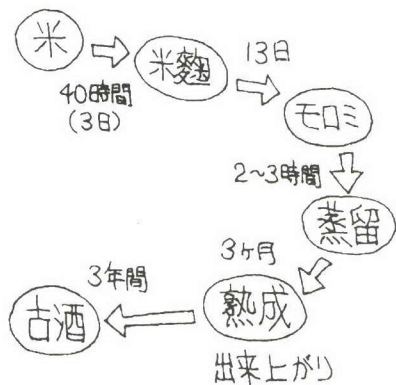 米
米麹
40時間
(3日)
13日
モロミ
2～3時間
蒸留
3ヶ月
熟成
出来上がり
3年間
古酒